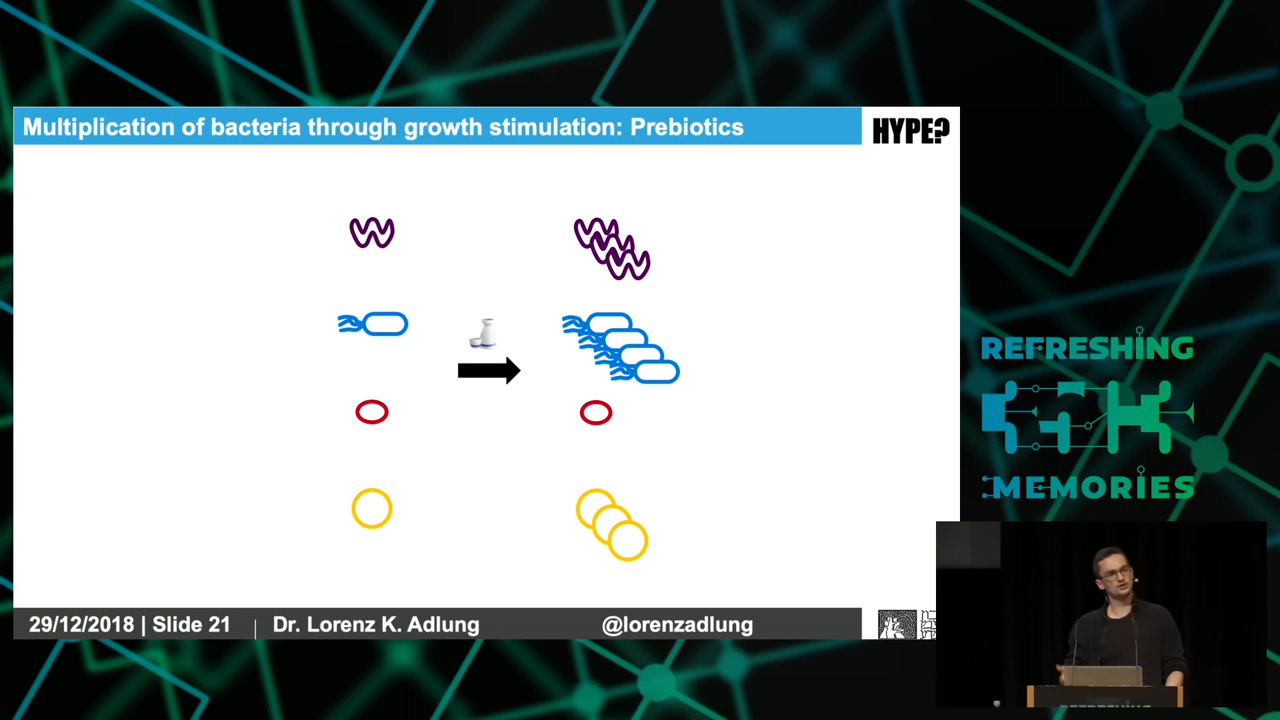 Multiplication of bacteria through growth stimulation: Prebiotics
HYPE?
REFRESHING
MEMORIES
29/12/2018 | Slide 21 | Dr. Lorenz K. Adlung @lorenzadlung
REFRESHING